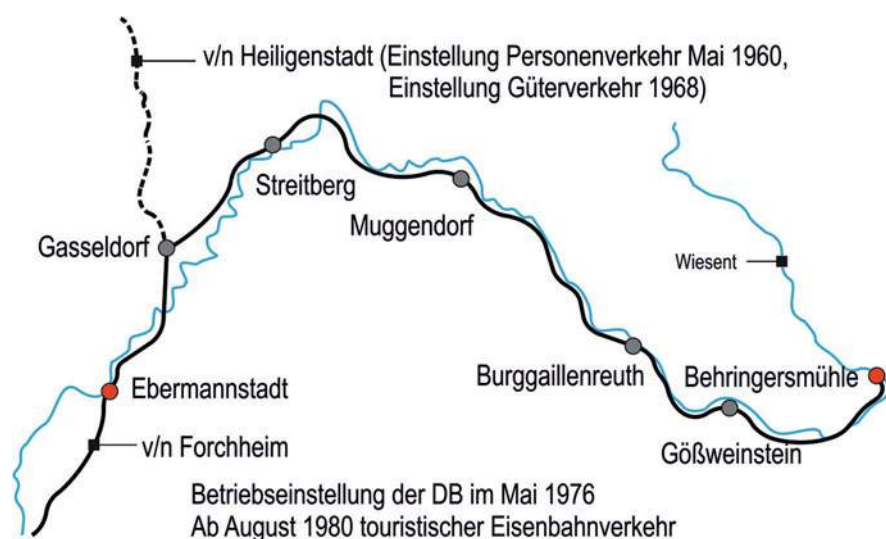 v/n Heiligenstadt (Einstellung Personenverkehr Mai 1960,
Einstellung Güterverkehr 1968)
Streitberg
Muggendorf
Gasseldorf
Wiesent
Ebermannstadt
Burggaillenreuth
Behringersmühle
v/n Forchheim
Gößweinstein
Betriebseinstellung der DB im Mai 1976
Ab August 1980 touristischer Eisenbahnverkehr